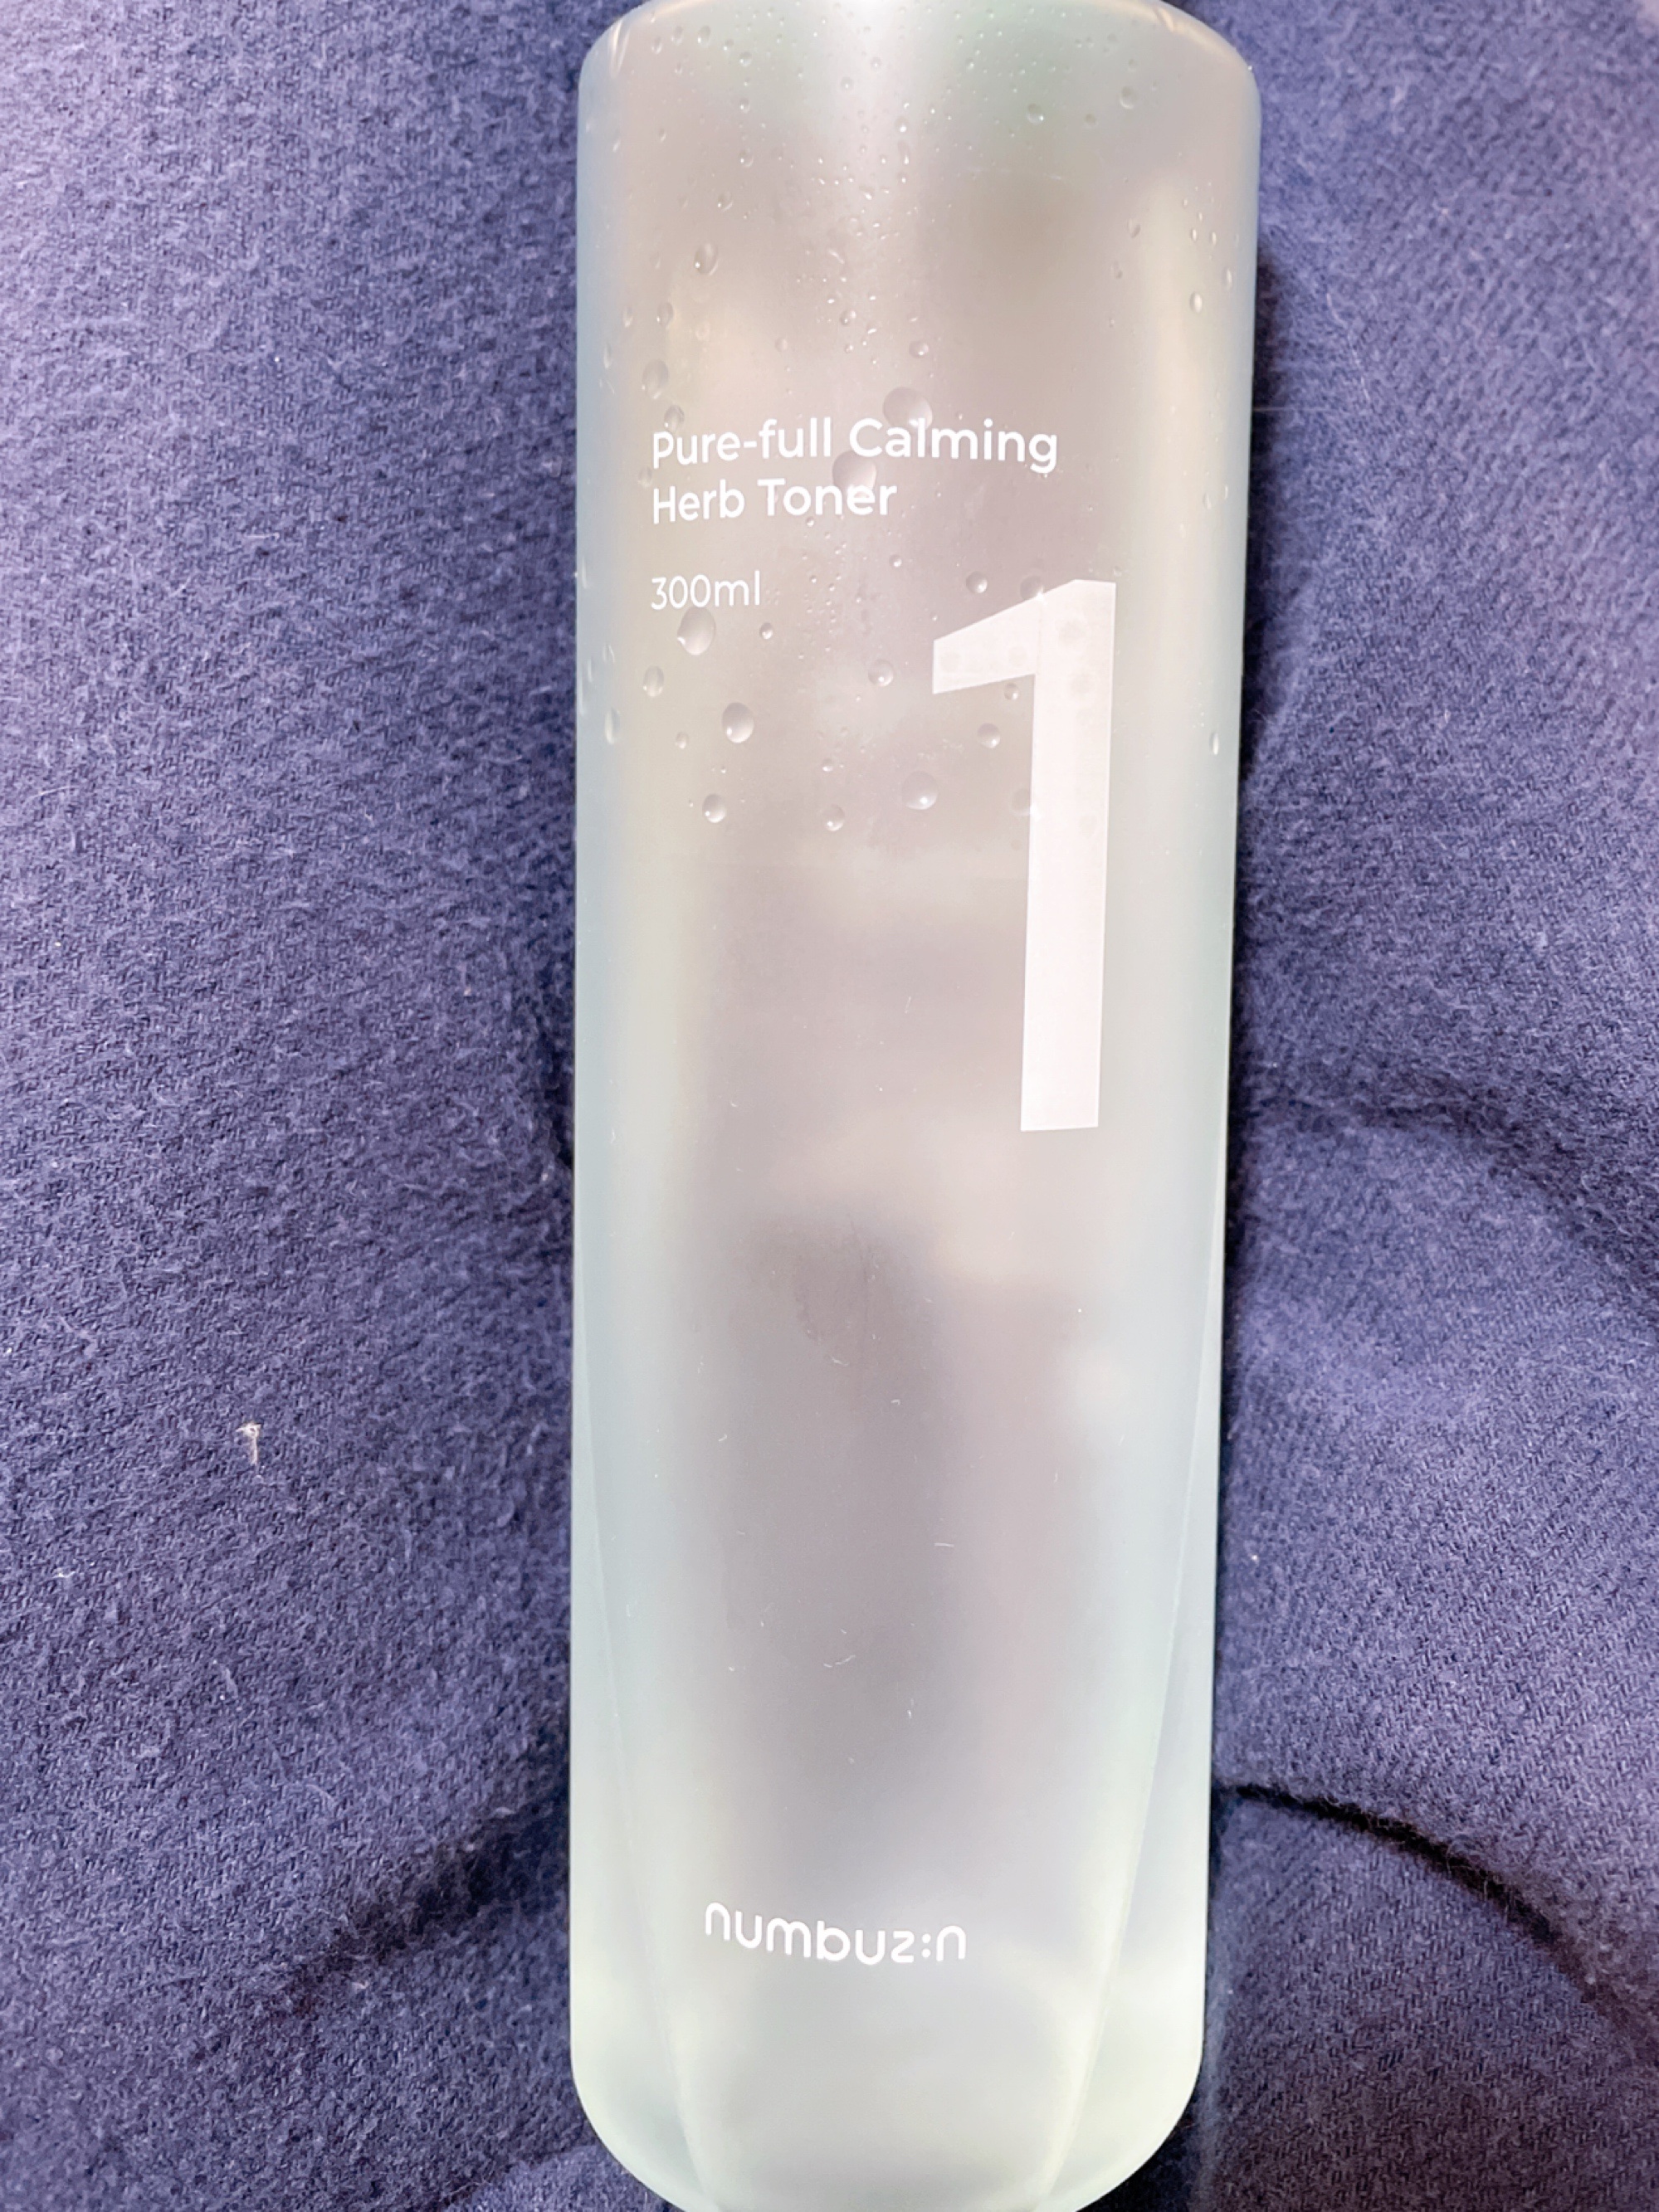 Pure-full Calming
Herb Toner
300ml
1
numbuz:n